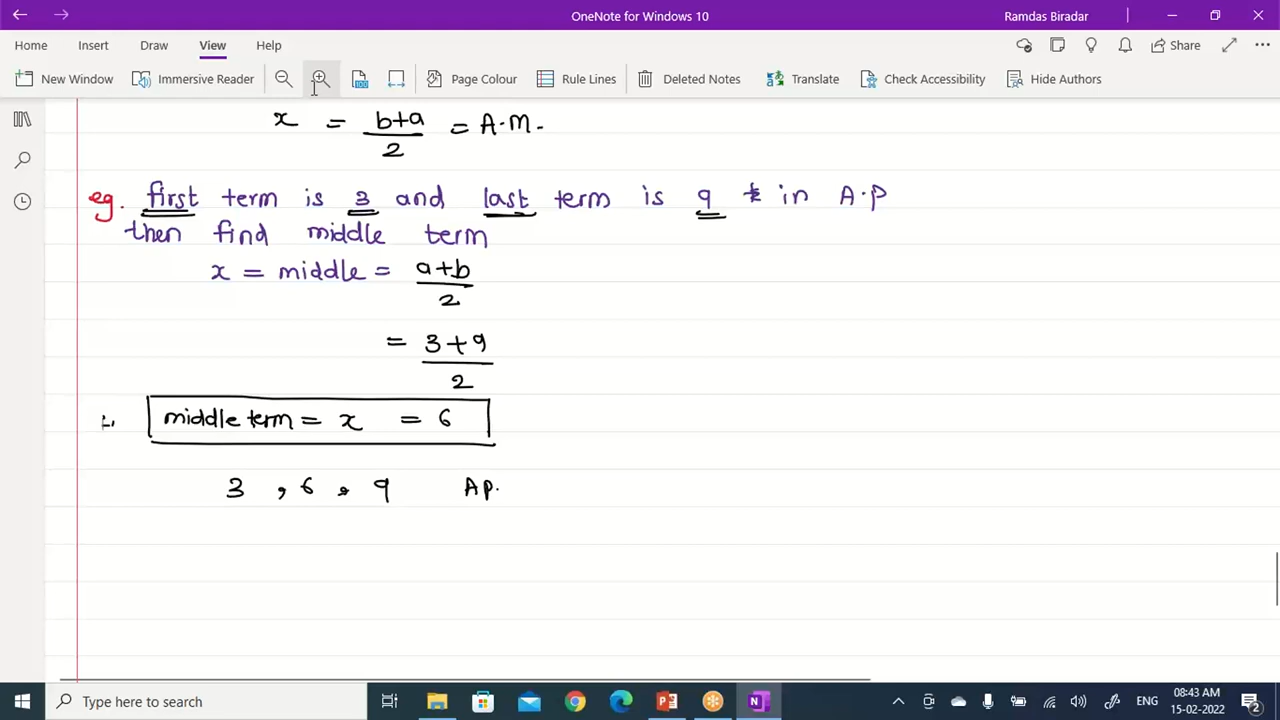 OneNote for Windows 10
Ramdas Biradar
Home Insert Draw View Help
Share
New Window Immersive Reader Page Colour Rule Lines Deleted Notes Translate Check Accessibility Hide Authors
x = b+a/2 = A.M.
eg. first term is 3 and last term is 9 in A.P
then find middle term
x = middle = a+b/2
= 3+9/2
∴ middle term = x = 6
3, 6, 9 AP.
Type here to search
ENG
08:43 AM
15-02-2022
2